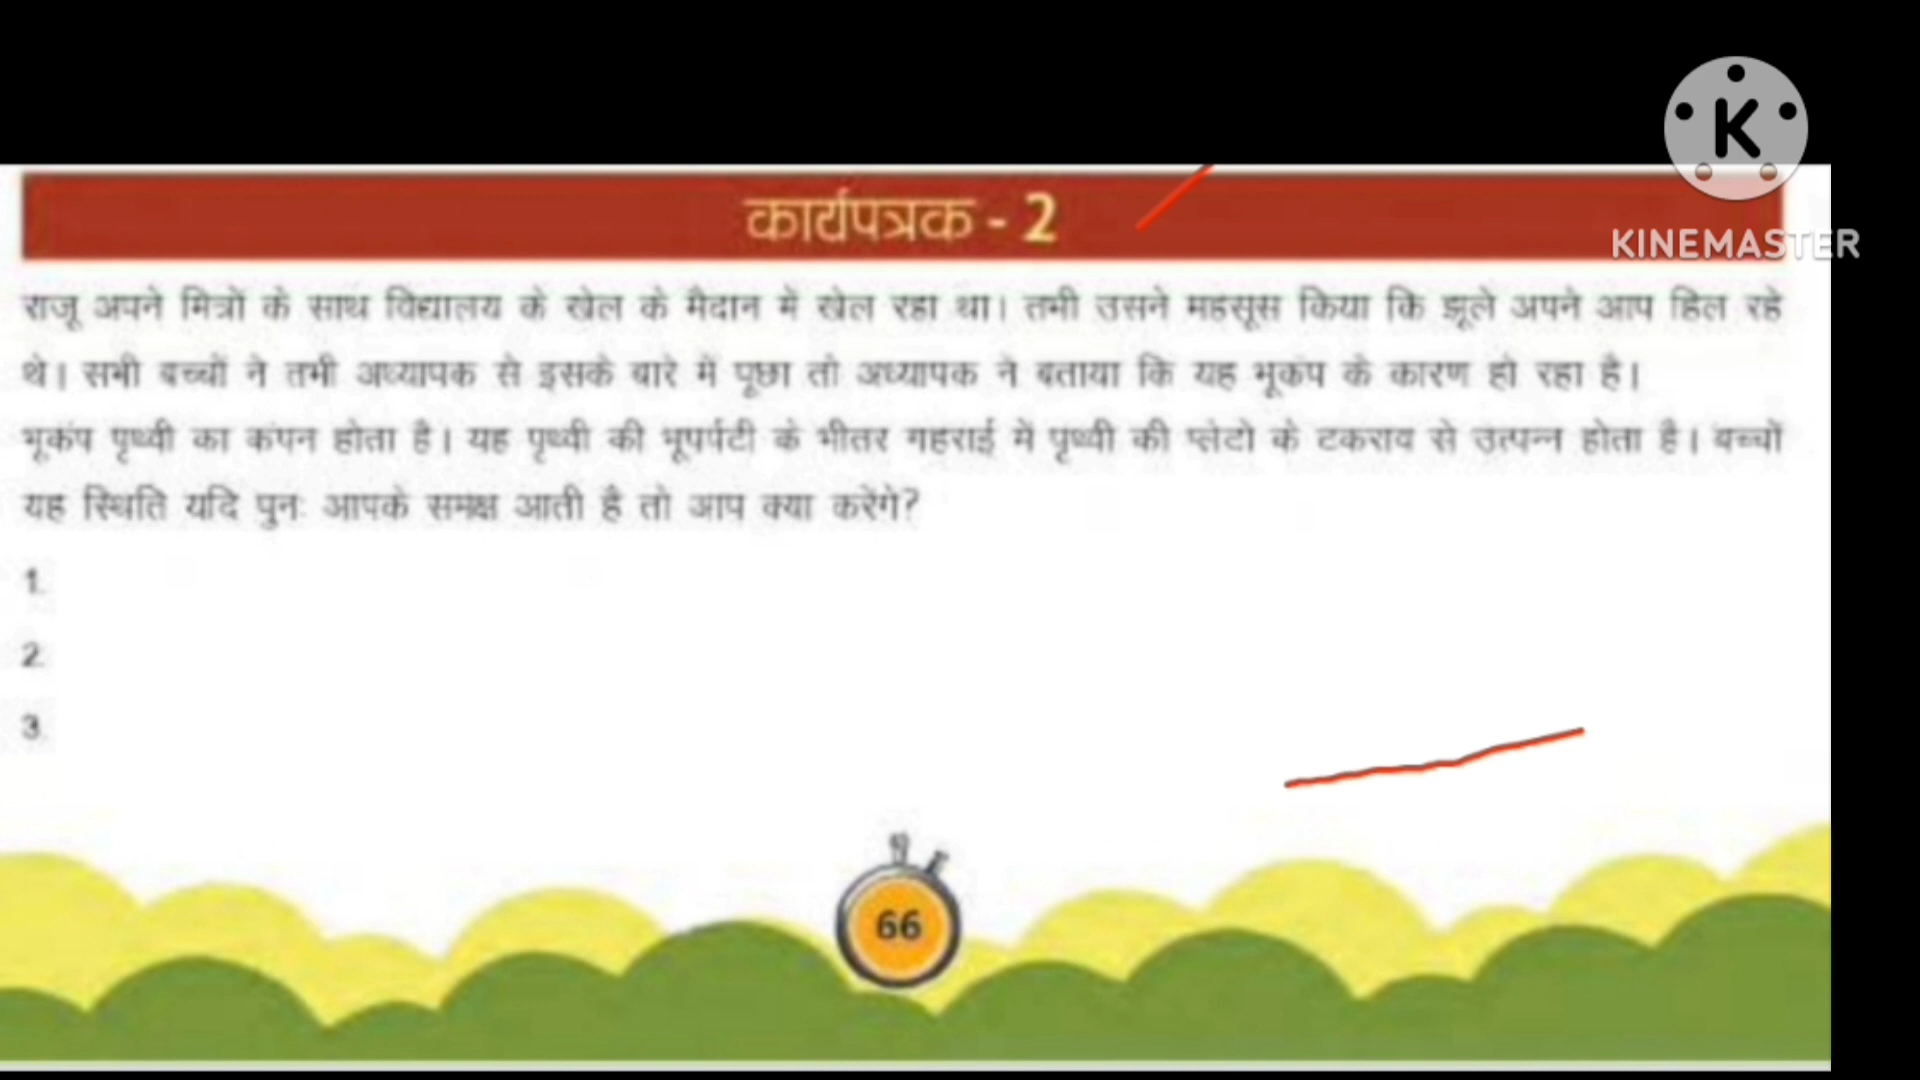 K
KINEMASTER
कार्यपत्रक - 2
राजू अपने मित्रों के साथ विद्यालय के खेल के मैदान में खेल रहा था। तभी उसने महसूस किया कि झूले अपने आप हिल रहे
थे। सभी बच्चों ने तभी अध्यापक से इसके बारे में पूछा तो अध्यापक ने बताया कि यह भूकंप के कारण हो रहा है।
भूकंप पृथ्वी का कंपन होता है। यह पृथ्वी की भूपर्पटी के भीतर गहराई में पृथ्वी की प्लेटो के टकराव से उत्पन्न होता है। बच्चों
यह स्थिति यदि पुनः आपके समक्ष आती है तो आप क्या करेंगे?
1.
2.
3.
66